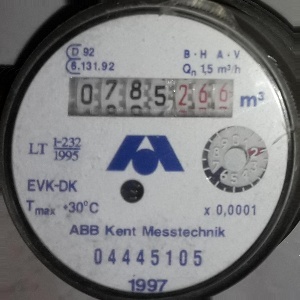 D 92
B - H A - V
6.131.92
Qn 1,5 m³/h
0785266 m³
LT 1-232
1995
EVK-DK
Tmax +30°C
x 0,0001
ABB Kent Messtechnik
04445105
1997